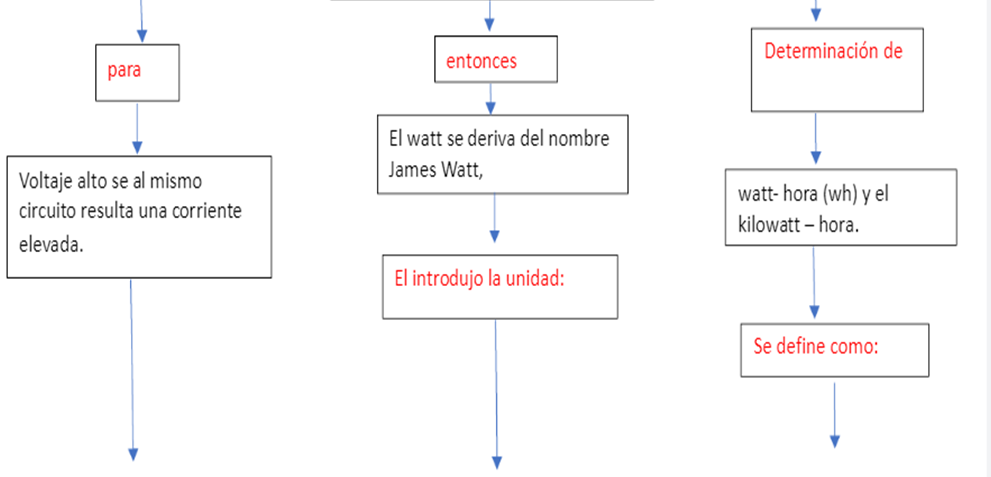 para
Voltaje alto se al mismo
circuito resulta una corriente
elevada.
entonces
El watt se deriva del nombre
James Watt,
El introdujo la unidad:
Determinación de
watt- hora (wh) y el
kilowatt – hora.
Se define como: